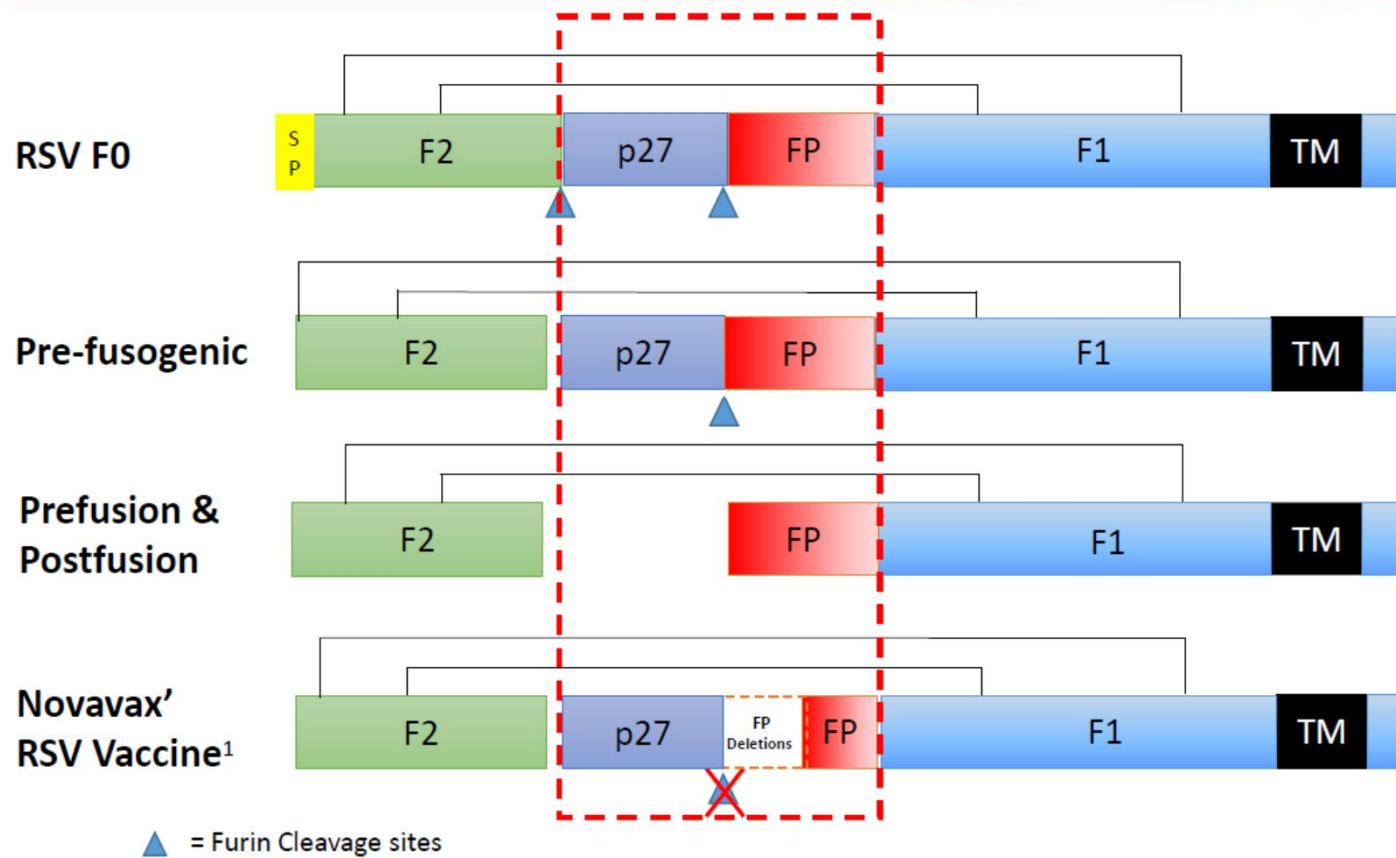 RSV F0
S
P
F2
p27
FP
F1
TM
Pre-fusogenic
F2
p27
FP
F1
TM
Prefusion &
Postfusion
F2
FP
F1
TM
Novavax’
RSV Vaccine¹
F2
p27
FP
Deletions
FP
F1
TM
= Furin Cleavage sites